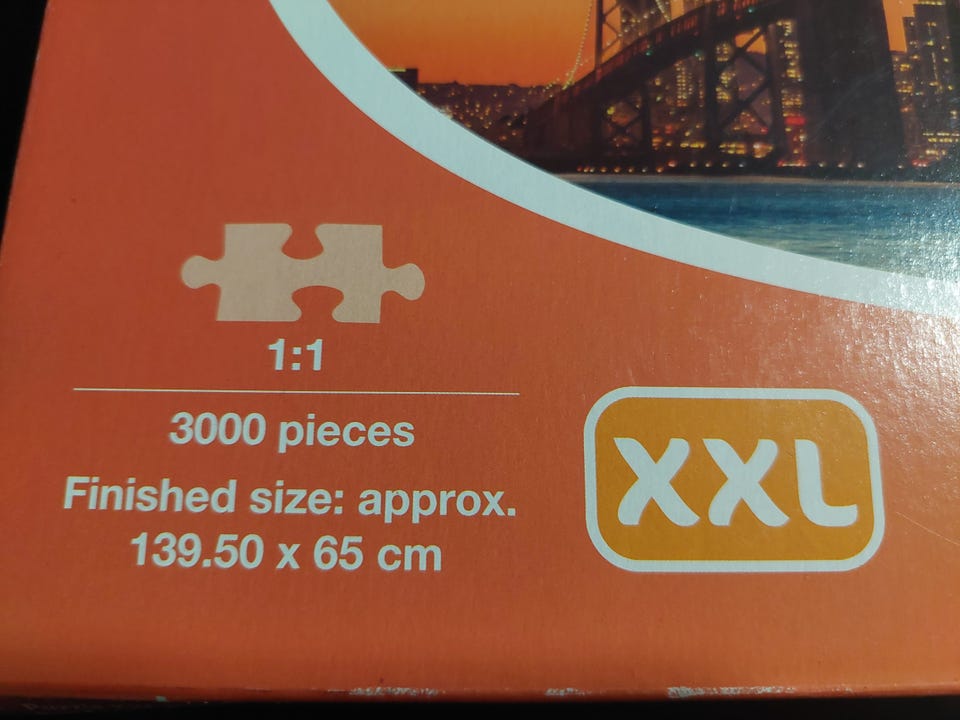 1:1
3000 pieces
Finished size: approx.
139.50 x 65 cm
XXL